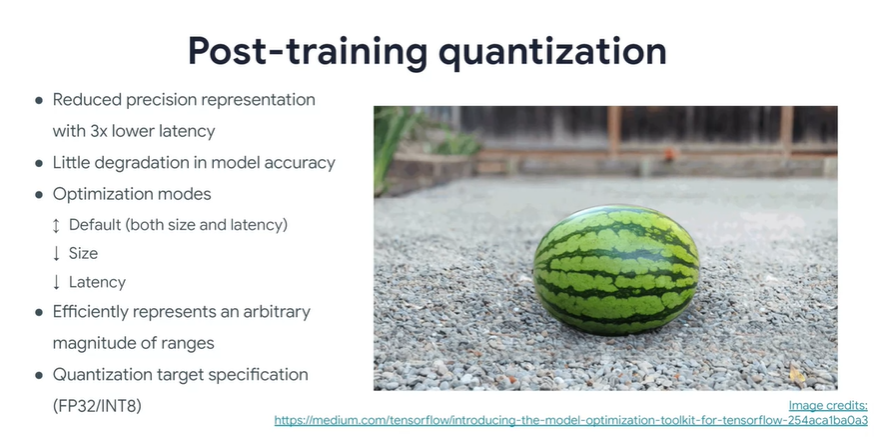 Post-training quantization
● Reduced precision representation
with 3x lower latency
● Little degradation in model accuracy
● Optimization modes
↕ Default (both size and latency)
↓ Size
↓ Latency
● Efficiently represents an arbitrary
magnitude of ranges
● Quantization target specification
(FP32/INT8)
Image credits:
https://medium.com/tensorflow/introducing-the-model-optimization-toolkit-for-tensorflow-254aca1ba0a3